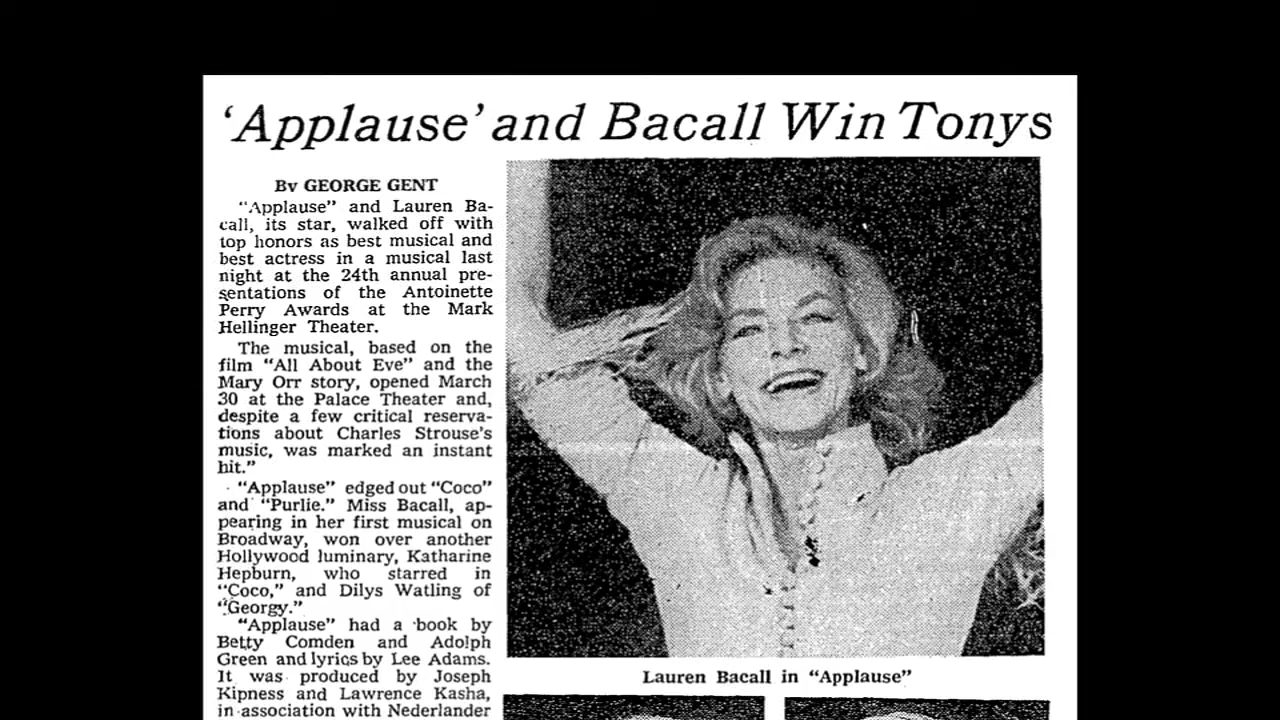 ‘Applause’ and Bacall Win Tonys
By GEORGE GENT
“Applause” and Lauren Ba-
call, its star, walked off with
top honors as best musical and
best actress in a musical last
night at the 24th annual pre-
sentations of the Antoinette
Perry Awards at the Mark
Hellinger Theater.
The musical, based on the
film “All About Eve” and the
Mary Orr story, opened March
30 at the Palace Theater and,
despite a few critical reserva-
tions about Charles Strouse’s
music, was marked an instant
hit.”
“Applause” edged out “Coco”
and “Purlie.” Miss Bacall, ap-
pearing in her first musical on
Broadway, won over another
Hollywood luminary, Katharine
Hepburn, who starred in
“Coco,” and Dilys Watling of
“Georgy.”
“Applause” had a book by
Betty Comden and Adolph
Green and lyrics by Lee Adams.
It was produced by Joseph
Kipness and Lawrence Kasha,
in association with Nederlander
Lauren Bacall in “Applause”